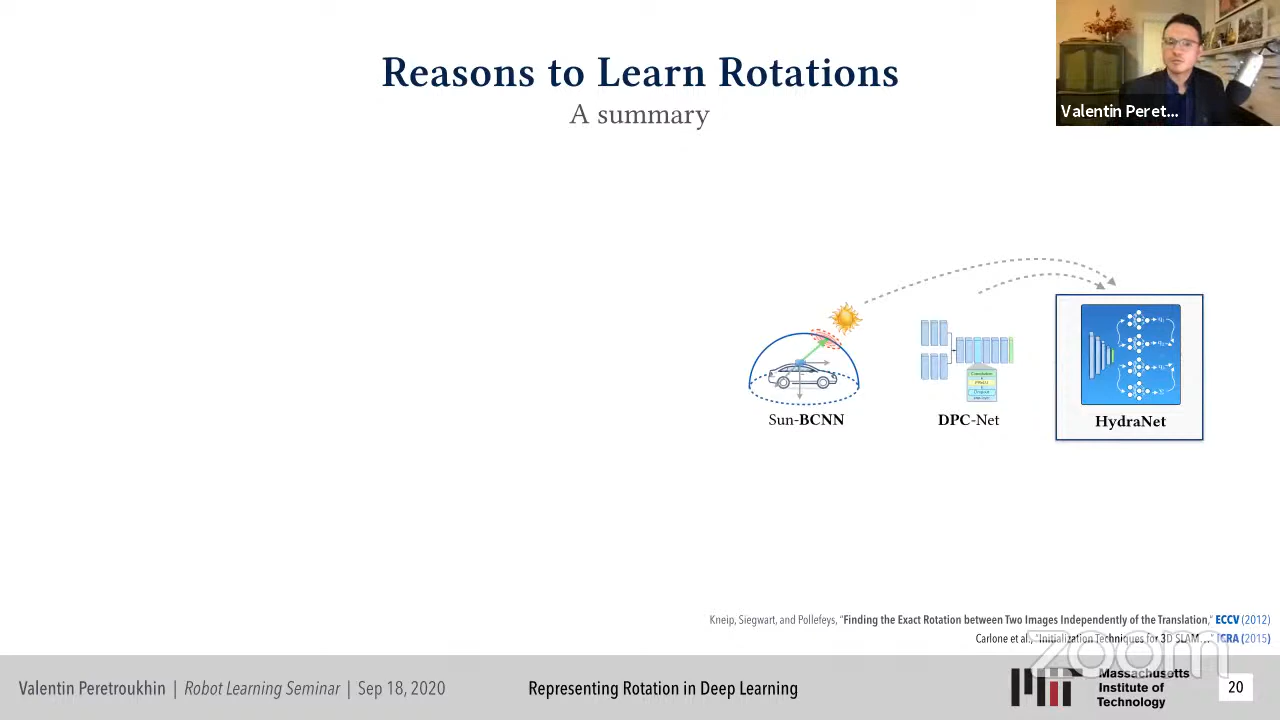 Reasons to Learn Rotations
A summary
Valentin Peret...
Sun-BCNN
DPC-Net
HydraNet
Kneip, Siegwart, and Pollefeys, “Finding the Exact Rotation between Two Images Independently of the Translation,” ECCV (2012)
Carlone et al., “Initialization Techniques for 3D SLAM...” ICRA (2015)
zoom
Valentin Peretroukhin | Robot Learning Seminar | Sep 18, 2020
Representing Rotation in Deep Learning
Massachusetts
Institute of
Technology
20